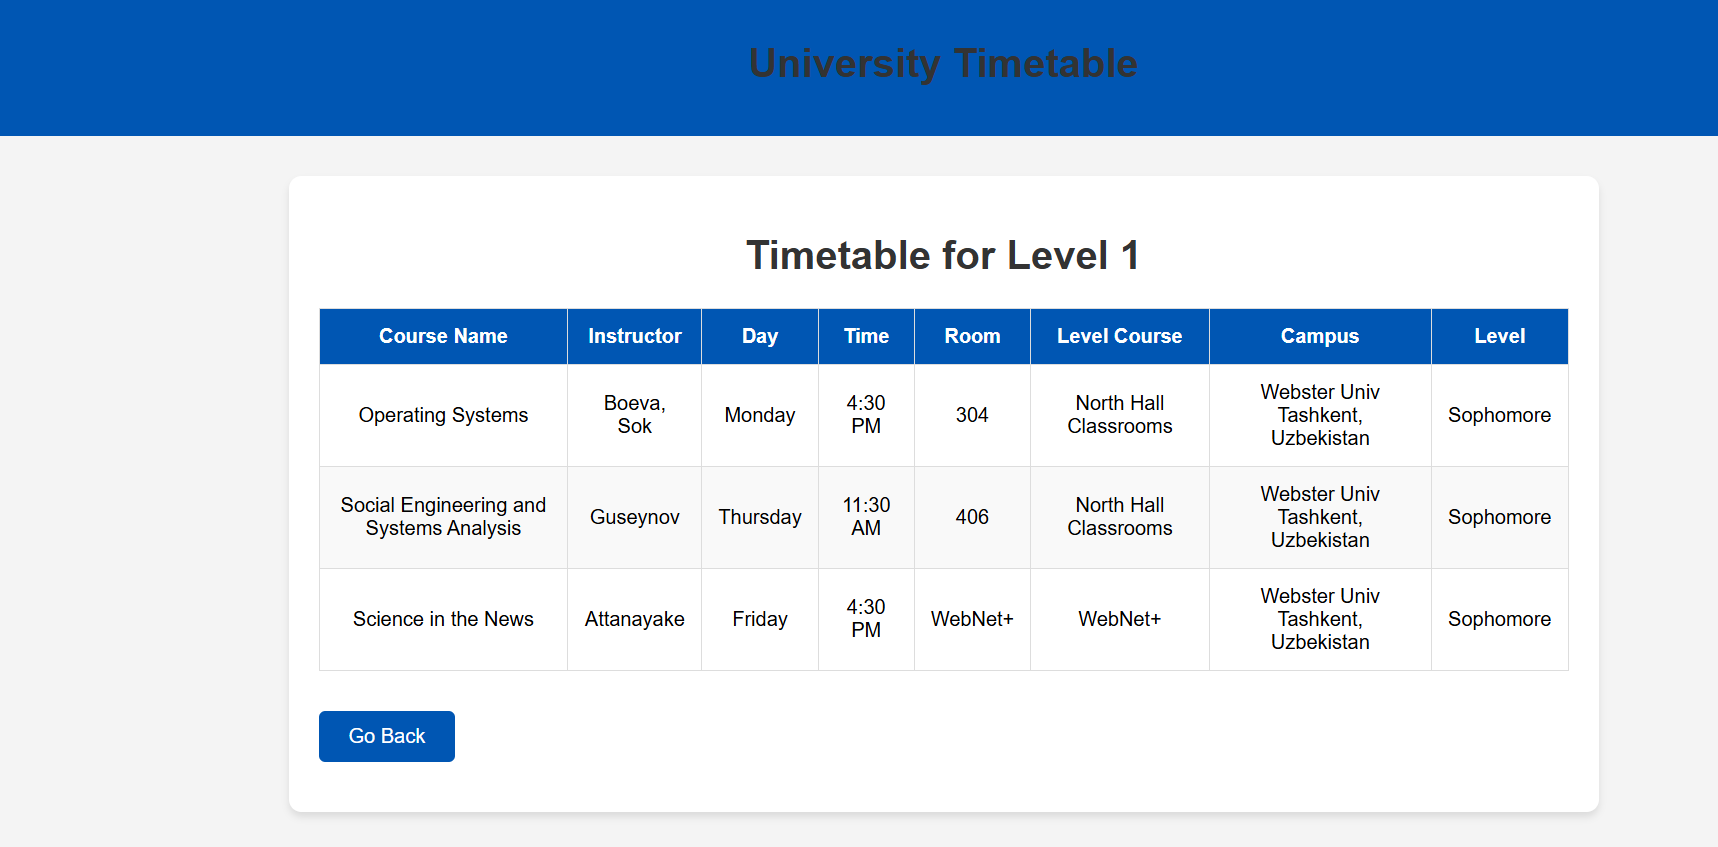 University Timetable
Timetable for Level 1
Course Name Instructor Day Time Room Level Course Campus Level
Operating Systems Boeva, Sok Monday 4:30 PM 304 North Hall Classrooms Webster Univ Tashkent, Uzbekistan Sophomore
Social Engineering and Systems Analysis Guseynov Thursday 11:30 AM 406 North Hall Classrooms Webster Univ Tashkent, Uzbekistan Sophomore
Science in the News Attanayake Friday 4:30 PM WebNet+ WebNet+ Webster Univ Tashkent, Uzbekistan Sophomore
Go Back